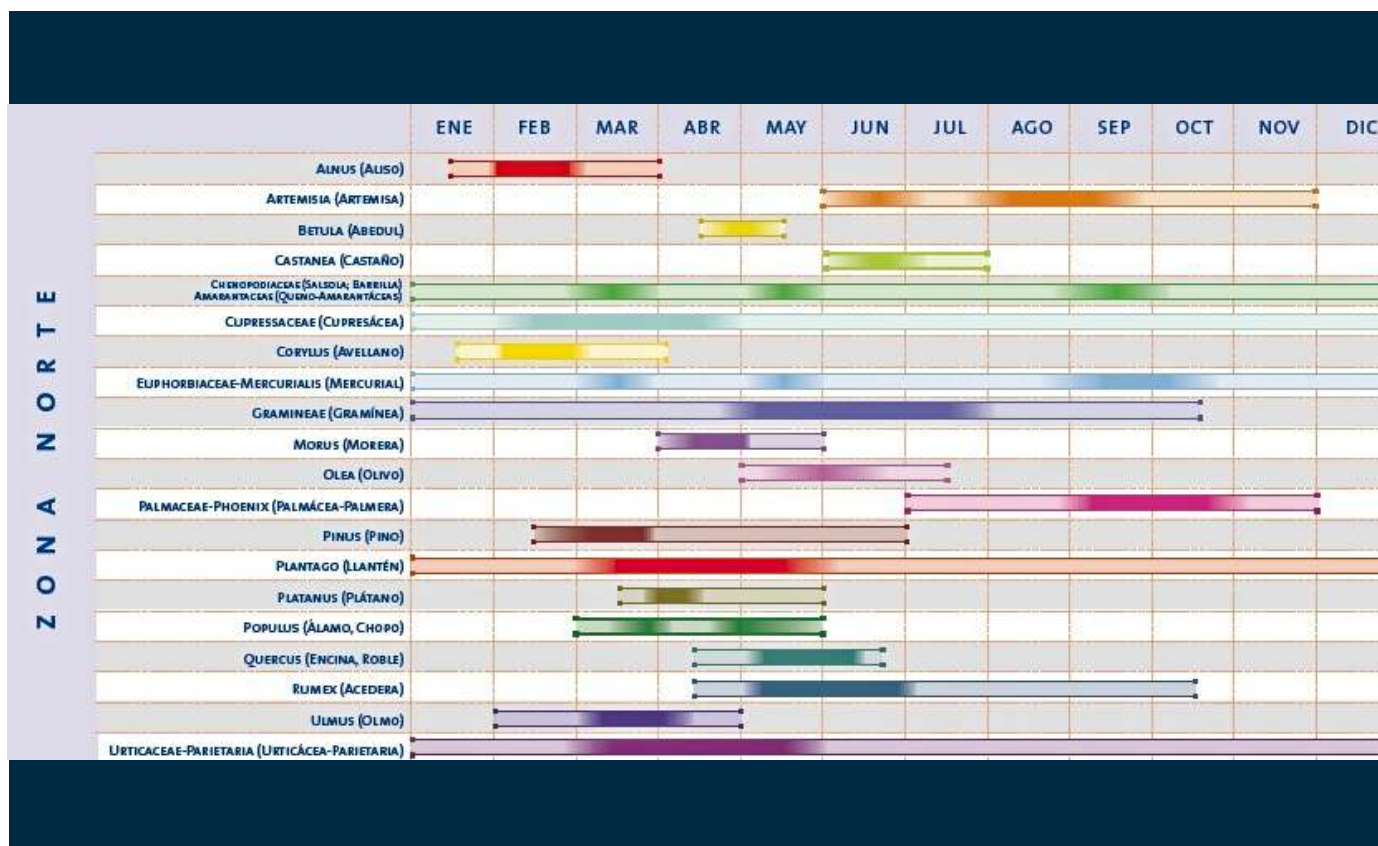 ENE FEB MAR ABR MAY JUN JUL AGO SEP OCT NOV DIC
ZONA NORTE
ALNUS (ALISO)
ARTEMISIA (ARTEMISA)
BETULA (ABEDUL)
CASTANEA (CASTAÑO)
CHENOPODIACEAE (SALSOLA; BARRILLA)
AMARANTACEAS (QUENO-AMARANTÁCEAS)
CUPRESSACEAE (CUPRESÁCEA)
CORYLUS (AVELLANO)
EUPHORBIACEAE-MERCURIALIS (MERCURIAL)
GRAMINEAE (GRAMÍNEA)
MORUS (MORERA)
OLEA (OLIVO)
PALMACEAE-PHOENIX (PALMÁCEA-PALMERA)
PINUS (PINO)
PLANTAGO (LLANTÉN)
PLATANUS (PLÁTANO)
POPULUS (ÁLAMO, CHOPO)
QUERCUS (ENCINA, ROBLE)
RUMEX (ACEDERA)
ULMUS (OLMO)
URTICACEAE-PARIETARIA (URTICÁCEA-PARIETARIA)